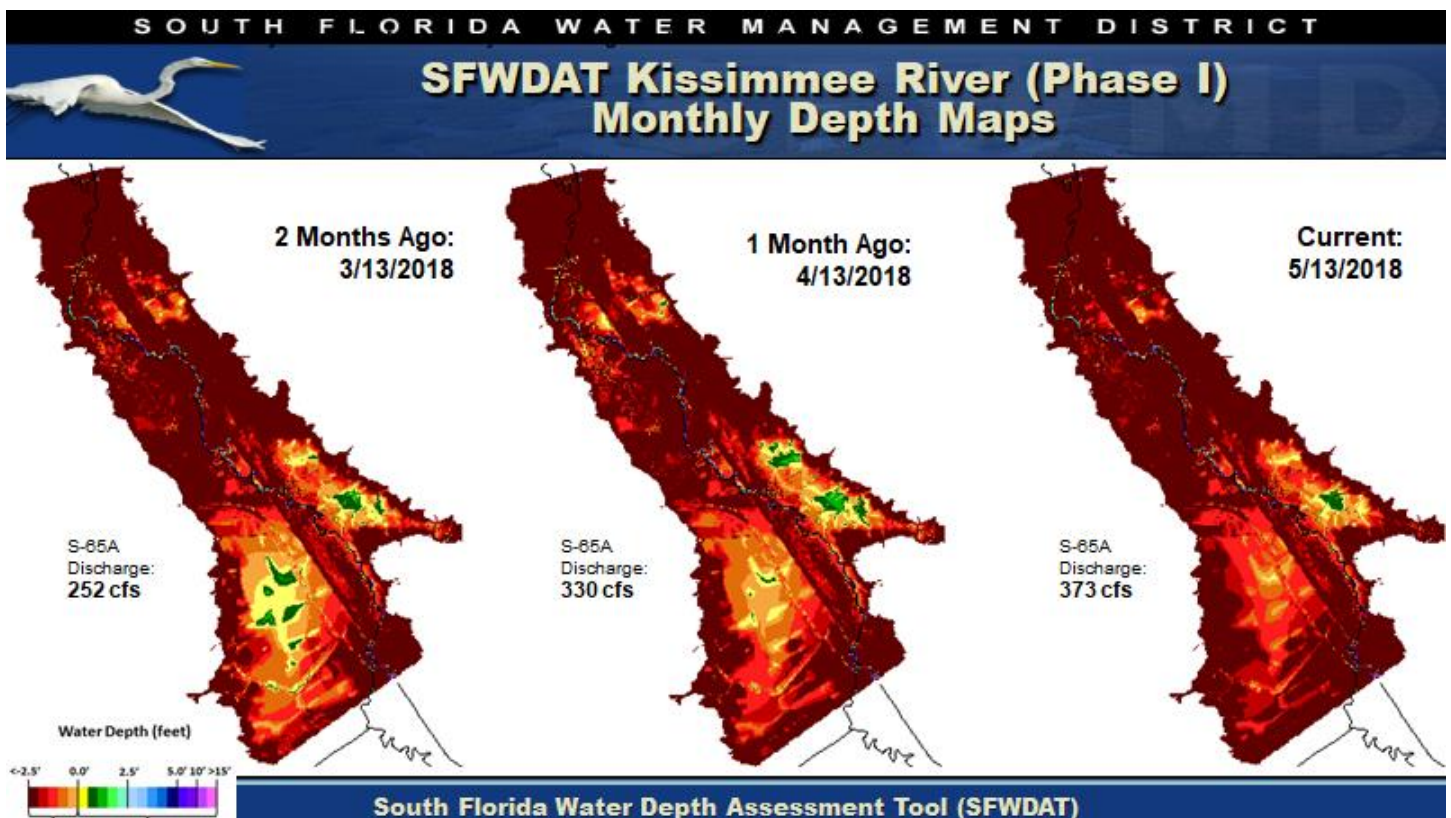 SOUTH FLORIDA WATER MANAGEMENT DISTRICT
SFWDAT Kissimmee River (Phase I)
Monthly Depth Maps
2 Months Ago:
3/13/2018
1 Month Ago:
4/13/2018
Current:
5/13/2018
S-65A
Discharge:
252 cfs
S-65A
Discharge:
330 cfs
S-65A
Discharge:
373 cfs
Water Depth (feet)
<-2.5' 0.0' 2.5' 5.0' 10' >15'
South Florida Water Depth Assessment Tool (SFWDAT)